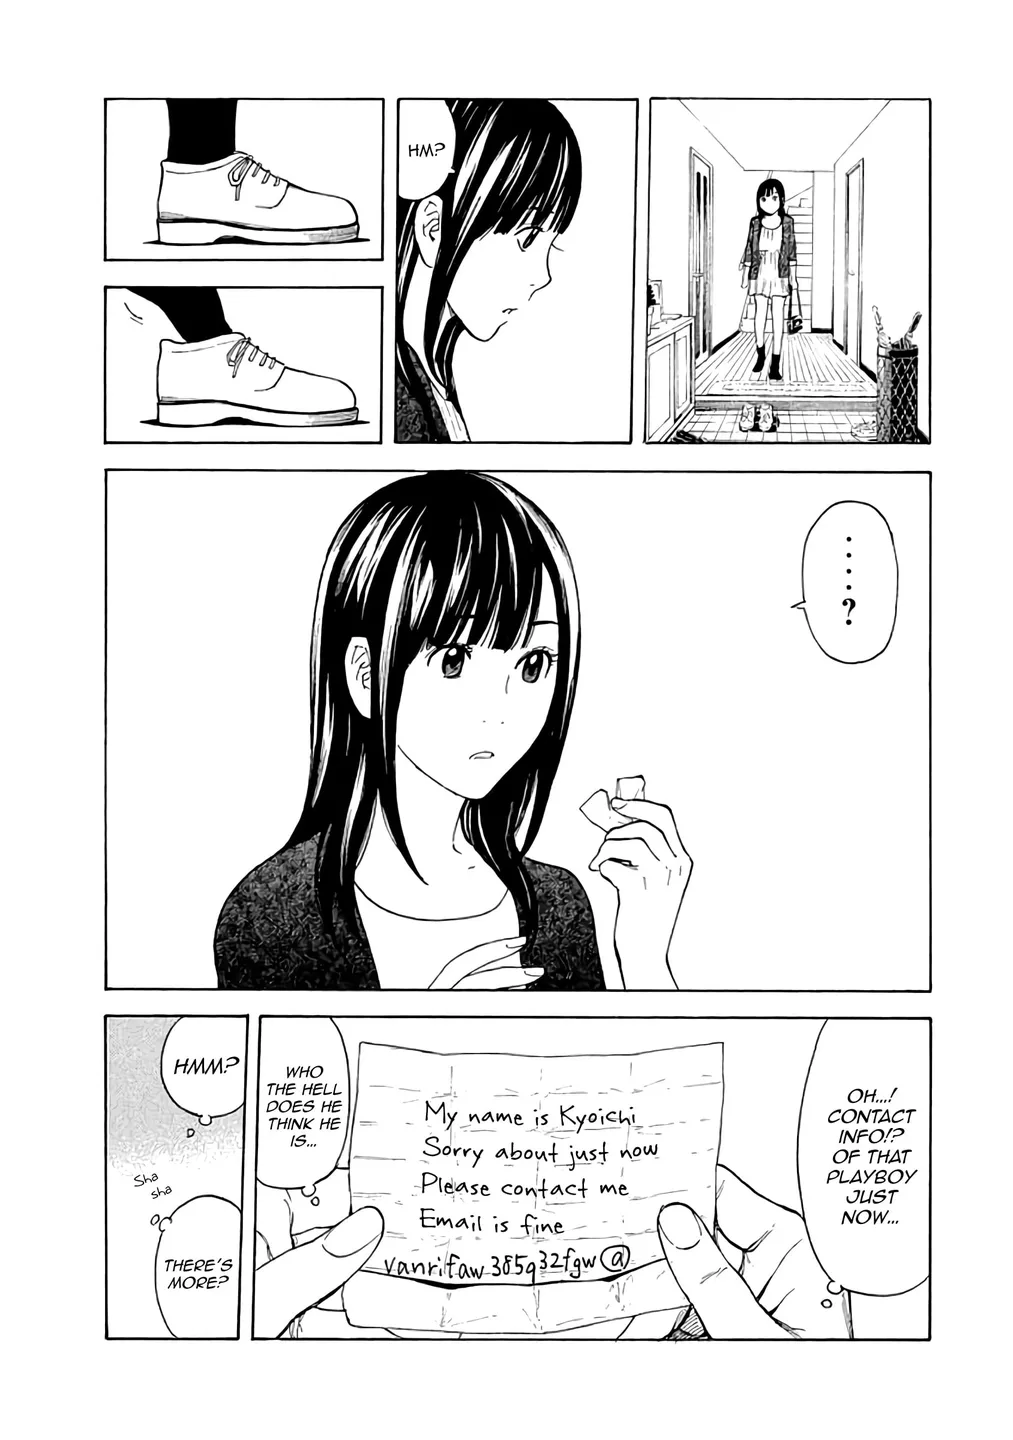 HM?
.....?
OH...!
CONTACT
INFO!?
OF THAT
PLAYBOY
JUST
NOW...
My name is Kyoichi
Sorry about just now
Please contact me
Email is fine
vanrifaw385q32fgw@
WHO
THE HELL
DOES HE
THINK HE
IS...
HMM?
Sha
sha
THERE'S
MORE?